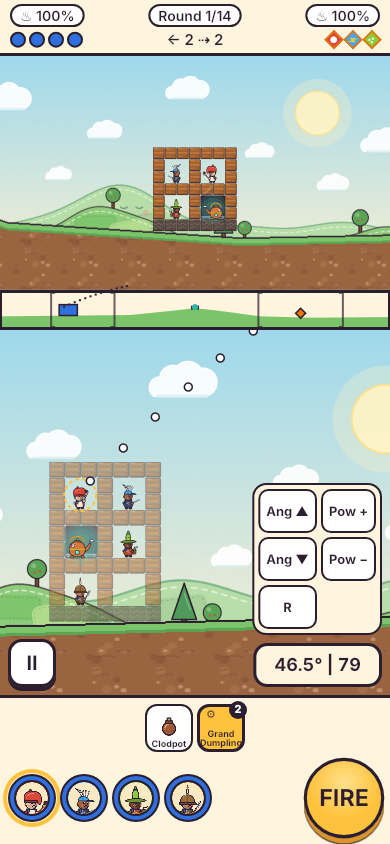 ♨ 100%
Round 1/14
♨ 100%
← 2 ⇢ 2
Ang ▲
Pow +
Ang ▼
Pow −
R
46.5° | 79
Clodpot
2
Grand
Dumpling
FIRE